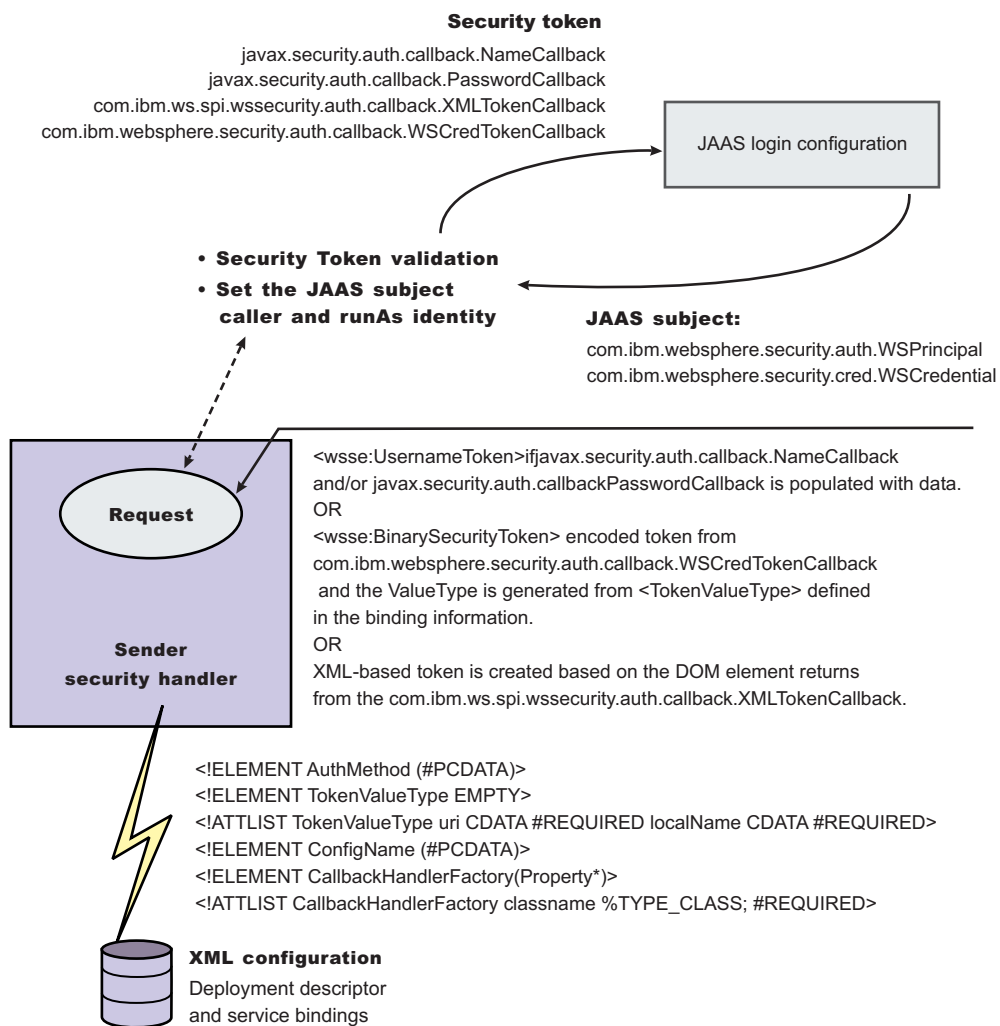 Security token
javax.security.auth.callback.NameCallback
javax.security.auth.callback.PasswordCallback
com.ibm.ws.spi.wssecurity.auth.callback.XMLTokenCallback
com.ibm.websphere.security.auth.callback.WSCredTokenCallback
JAAS login configuration
• Security Token validation
• Set the JAAS subject
caller and runAs identity
JAAS subject:
com.ibm.websphere.security.auth.WSPrincipal
com.ibm.websphere.security.cred.WSCredential
Request
Sender
security handler
<wsse:UsernameToken>ifjavax.security.auth.callback.NameCallback
and/or javax.security.auth.callbackPasswordCallback is populated with data.
OR
<wsse:BinarySecurityToken> encoded token from
com.ibm.websphere.security.auth.callback.WSCredTokenCallback
and the ValueType is generated from <TokenValueType> defined
in the binding information.
OR
XML-based token is created based on the DOM element returns
from the com.ibm.ws.spi.wssecurity.auth.callback.XMLTokenCallback.
<!ELEMENT AuthMethod (#PCDATA)>
<!ELEMENT TokenValueType EMPTY>
<!ATTLIST TokenValueType uri CDATA #REQUIRED localName CDATA #REQUIRED>
<!ELEMENT ConfigName (#PCDATA)>
<!ELEMENT CallbackHandlerFactory(Property*)>
<!ATTLIST CallbackHandlerFactory classname %TYPE_CLASS; #REQUIRED>
XML configuration
Deployment descriptor
and service bindings